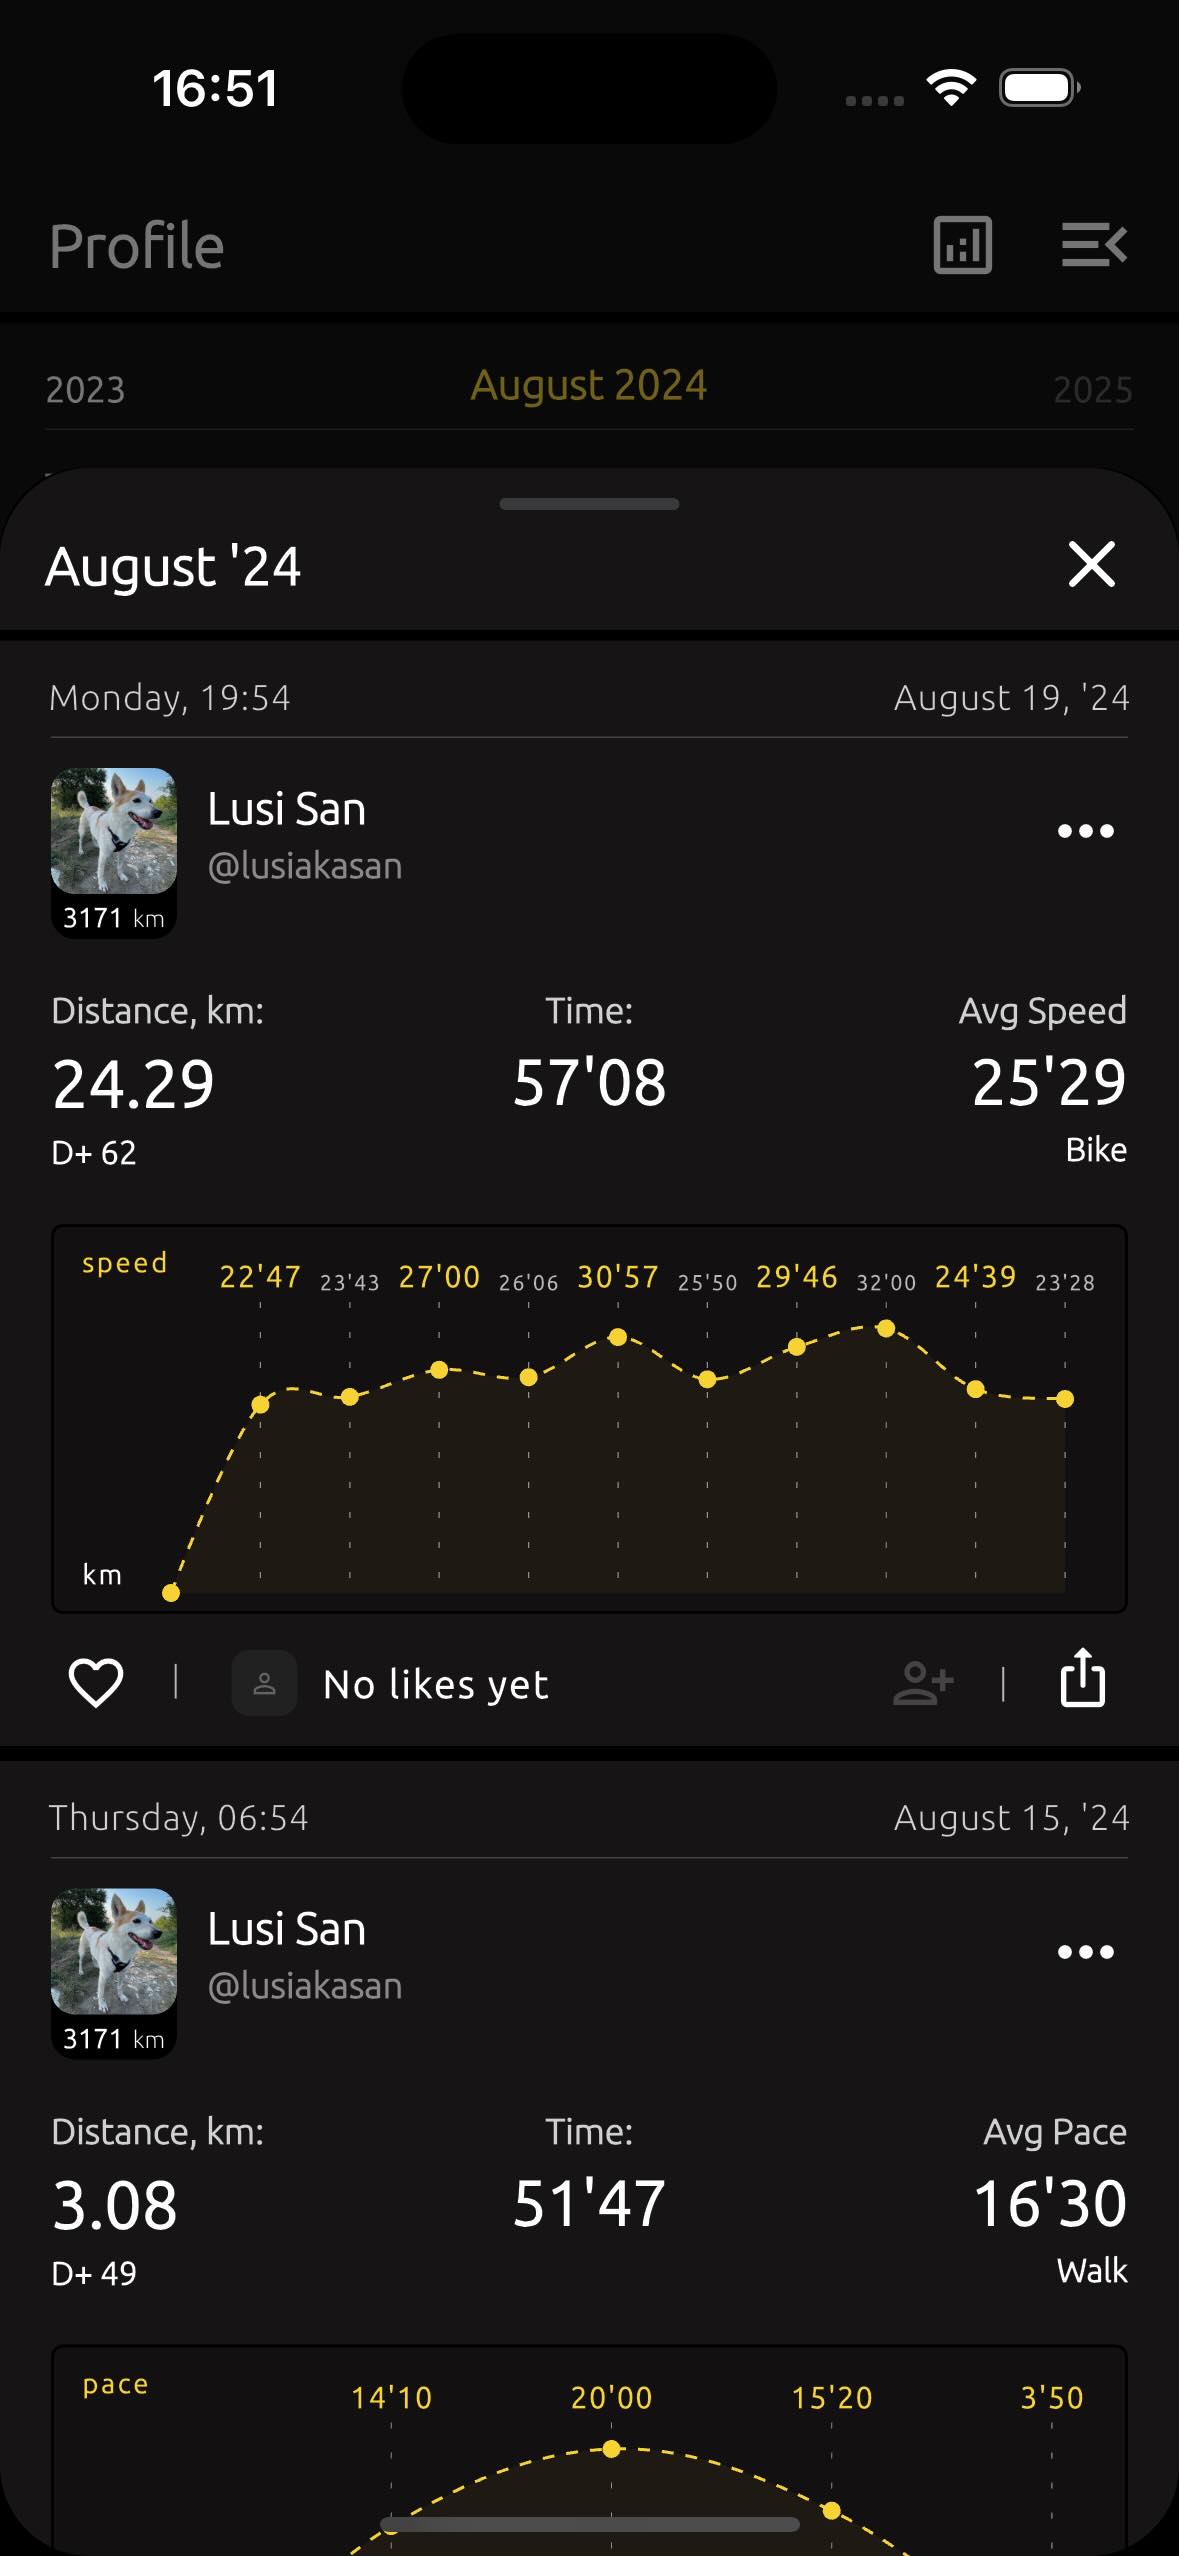 16:51
Profile
2023 August 2024 2025
August '24
Monday, 19:54 August 19, '24
Lusi San
@lusiakasan
3171 km
Distance, km: Time: Avg Speed
24.29 57'08 25'29
D+ 62 Bike
speed 22'47 23'43 27'00 26'06 30'57 25'50 29'46 32'00 24'39 23'28
km
No likes yet
Thursday, 06:54 August 15, '24
Lusi San
@lusiakasan
3171 km
Distance, km: Time: Avg Pace
3.08 51'47 16'30
D+ 49 Walk
pace 14'10 20'00 15'20 3'50